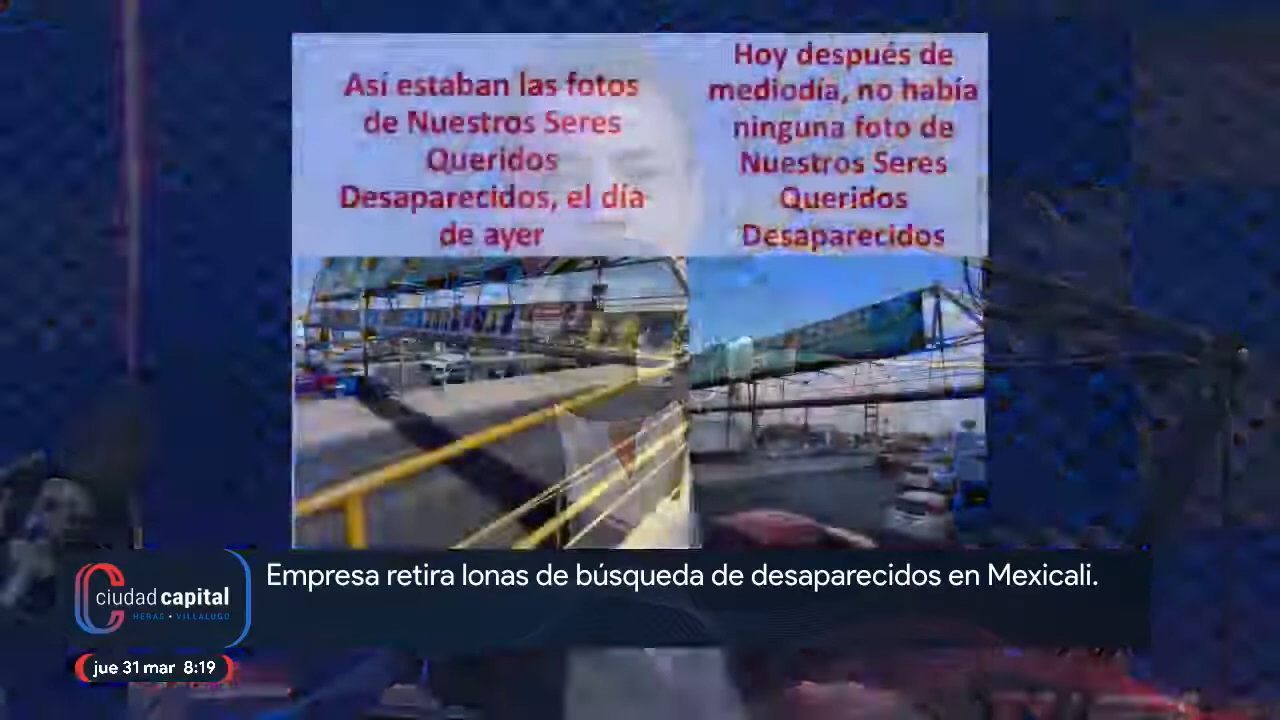 Así estaban las fotos
de Nuestros Seres
Queridos
Desaparecidos, el día
de ayer
Hoy después de
mediodía, no había
ninguna foto de
Nuestros Seres
Queridos
Desaparecidos
Empresa retira lonas de búsqueda de desaparecidos en Mexicali.
ciudad capital
HERAS • VILLALUGO
jue 31 mar 8:19